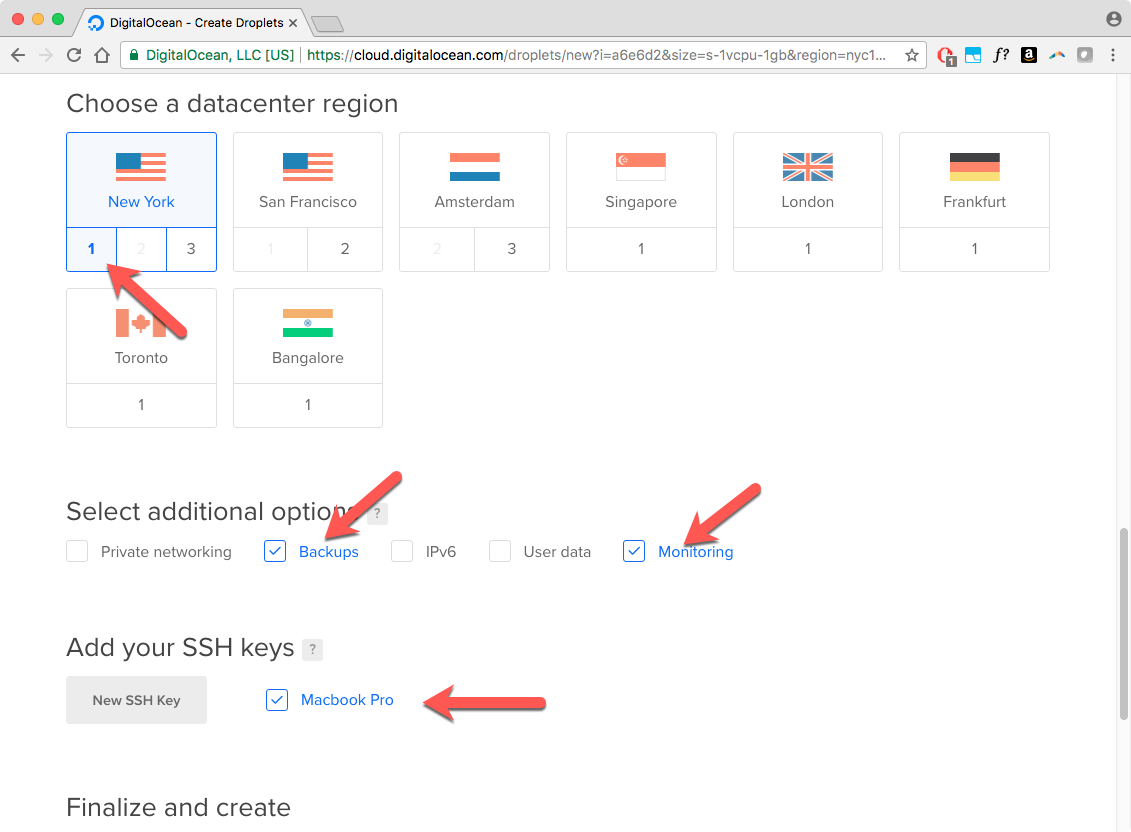 DigitalOcean - Create Droplets
DigitalOcean, LLC [US] https://cloud.digitalocean.com/droplets/new?i=a6e6d2&size=s-1vcpu-1gb&region=nyc1... 1 f? a
Choose a datacenter region
New York San Francisco Amsterdam Singapore London Frankfurt
1 2 3 1 2 2 3 1 1 1
Toronto Bangalore
1 1
Select additional options ?
Private networking Backups IPv6 User data Monitoring
Add your SSH keys ?
New SSH Key Macbook Pro
Finalize and create